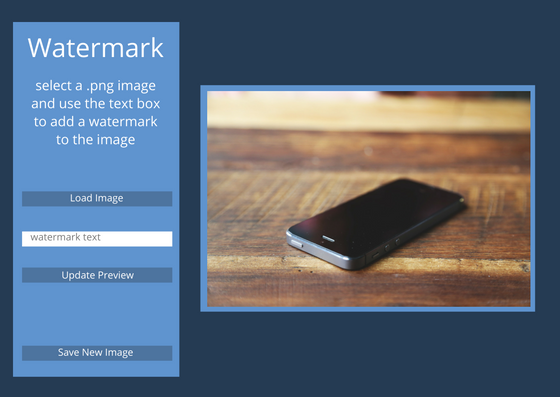 Watermark
select a .png image
and use the text box
to add a watermark
to the image
Load Image
watermark text
Update Preview
Save New Image